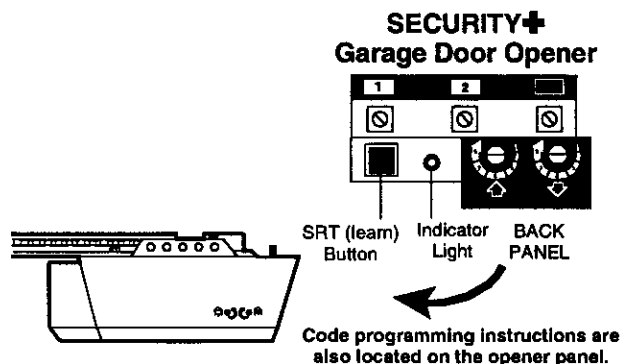 SECURITY✚
Garage Door Opener
1 2
SRT (learn) Button
Indicator Light
BACK PANEL
Code programming instructions are
also located on the opener panel.